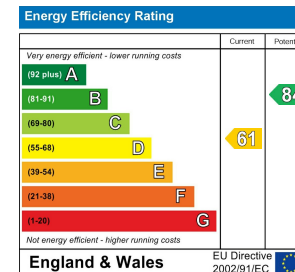 Energy Efficiency Rating
Current
Very energy efficient - lower running costs
(92 plus) A
(81-91) B
(69-80) C
(55-68) D
61
(39-54) E
(21-38) F
(1-20) G
Not energy efficient - higher running costs
England & Wales
EU Directive
2002/91/EC